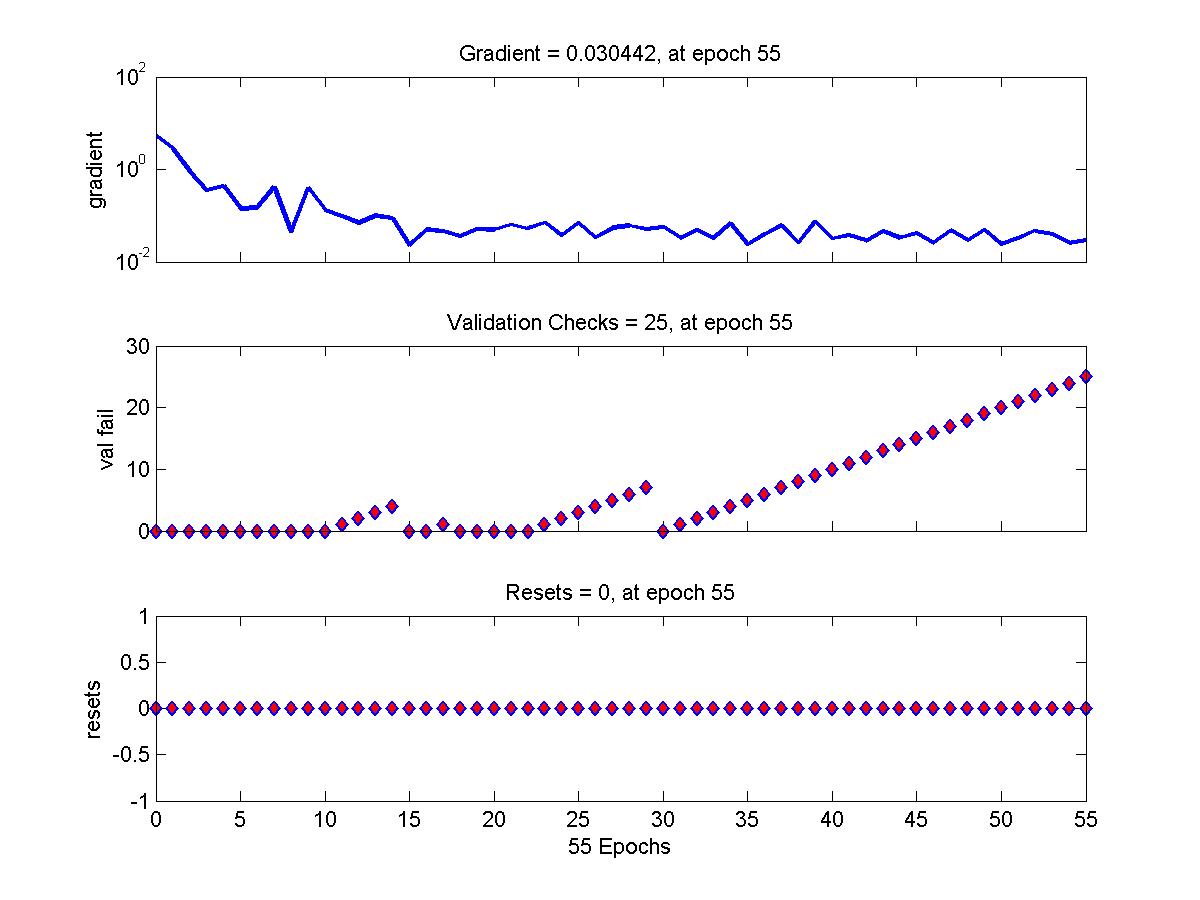 Gradient = 0.030442, at epoch 55
10^2
10^0
10^-2
gradient
Validation Checks = 25, at epoch 55
30
20
10
0
val fail
Resets = 0, at epoch 55
1
0.5
0
-0.5
-1
resets
0 5 10 15 20 25 30 35 40 45 50 55
55 Epochs